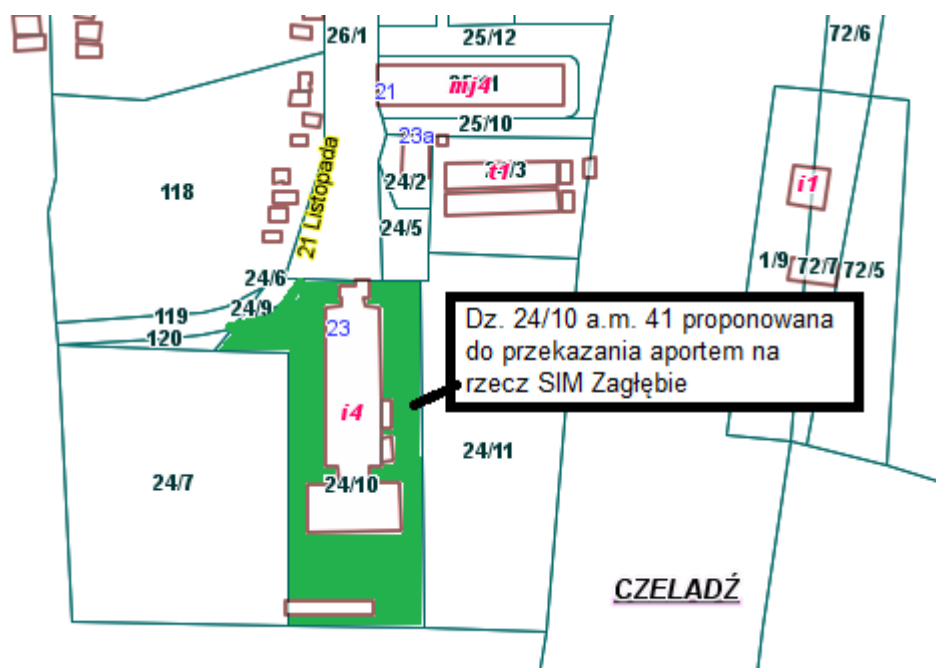 26/1
25/12
72/6
21
mj4
25/10
23a
118
24/2
t1
i1
21 Listopada
24/5
1/9
72/7
72/5
24/6
24/9
119
120
23
Dz. 24/10 a.m. 41 proponowana
do przekazania aportem na
rzecz SIM Zagłębie
i4
24/11
24/7
24/10
CZELADŹ